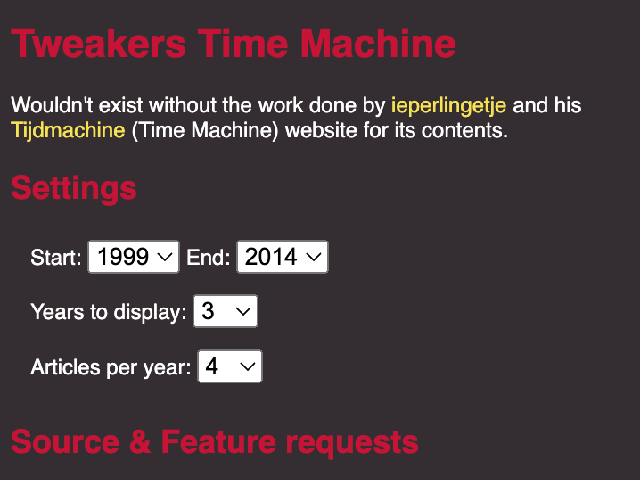 Tweakers Time Machine
Wouldn't exist without the work done by ieperlingetje and his
Tijdmachine (Time Machine) website for its contents.
Settings
Start: 1999 End: 2014
Years to display: 3
Articles per year: 4
Source & Feature requests